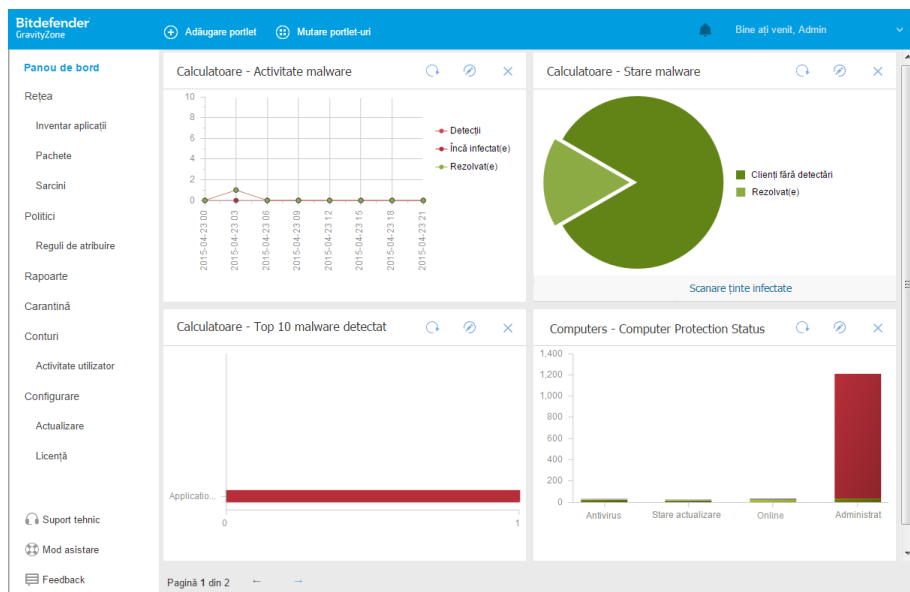 Bitdefender
GravityZone
Adăugare portlet
Mutare portlet-uri
Bine ați venit, Admin
Panou de bord
Rețea
Inventar aplicații
Pachete
Sarcini
Politici
Reguli de atribuire
Rapoarte
Carantină
Conturi
Activitate utilizator
Configurare
Actualizare
Licență
Suport tehnic
Mod asistare
Feedback
Calculatoare - Activitate malware
10
8
6
4
2
0
2015-04-23 00
2015-04-23 03
2015-04-23 06
2015-04-23 09
2015-04-23 12
2015-04-23 15
2015-04-23 18
2015-04-23 21
Detecții
Încă infectat(e)
Rezolvat(e)
Calculatoare - Stare malware
Clienți fără detectări
Rezolvat(e)
Scanare ținte infectate
Calculatoare - Top 10 malware detectat
Applicatio...
0
1
Computers - Computer Protection Status
1,400
1,200
1,000
800
600
400
200
0
Antivirus
Stare actualizare
Online
Administrat
Pagină 1 din 2